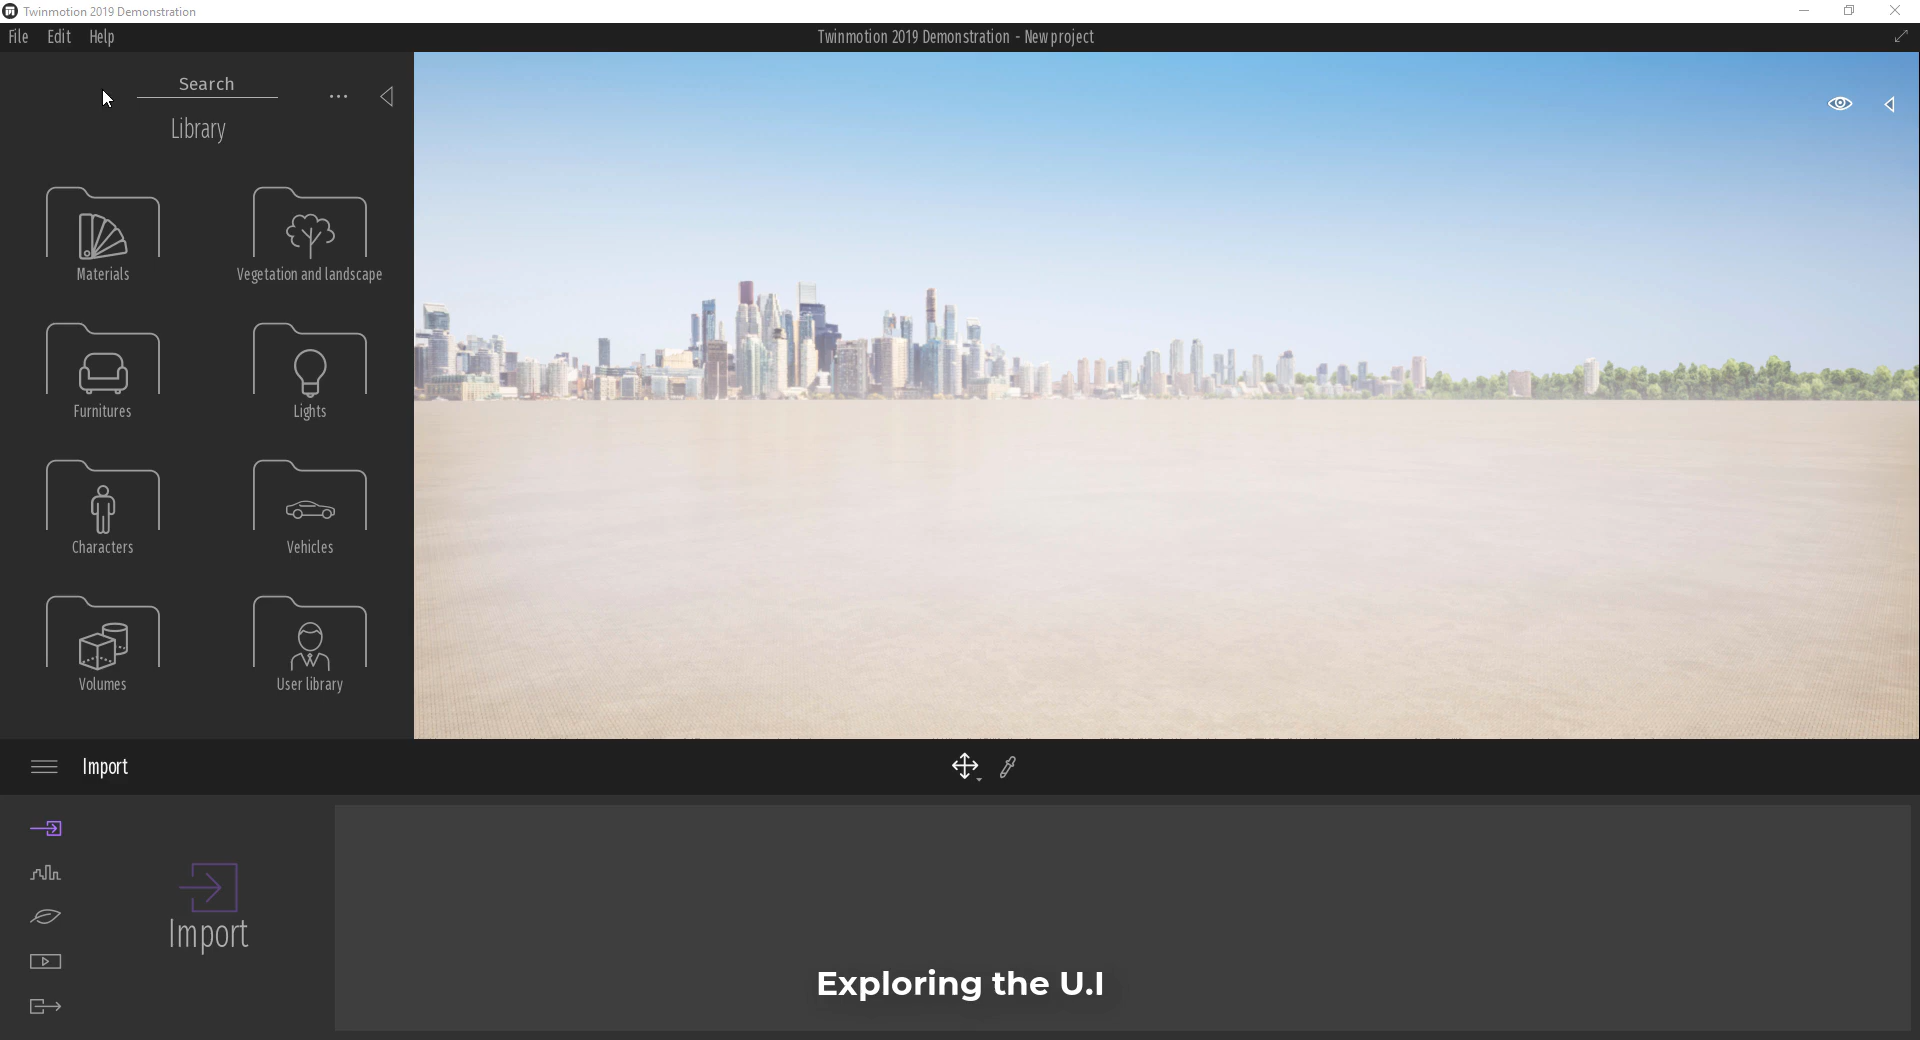 Twinmotion 2019 Demonstration
File Edit Help
Twinmotion 2019 Demonstration - New project
Search
Library
Materials
Vegetation and landscape
Furnitures
Lights
Characters
Vehicles
Volumes
User library
Import
Import
Exploring the U.I